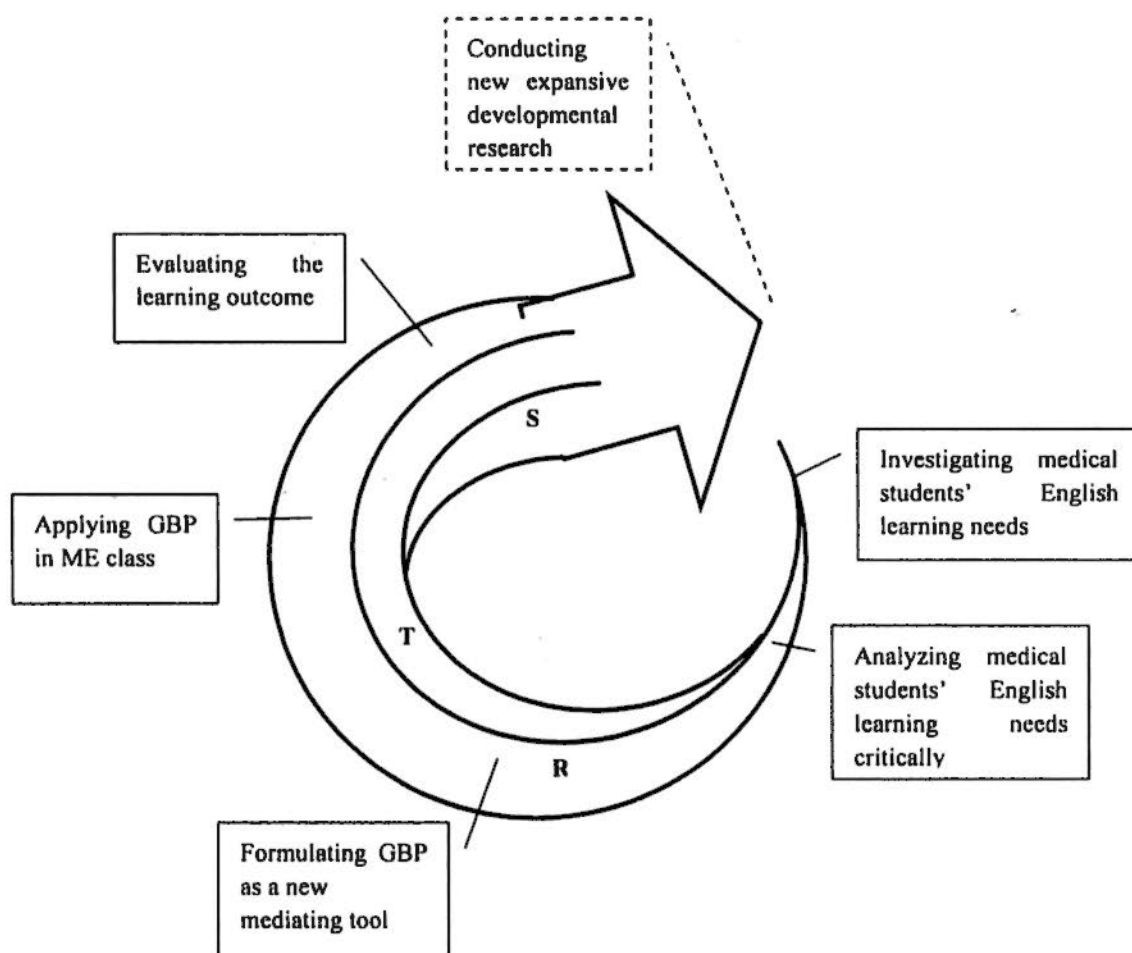 Conducting
new expansive
developmental
research
Evaluating the
learning outcome
S
Investigating medical
students' English
learning needs
Applying GBP
in ME class
T
Analyzing medical
students' English
learning needs
critically
R
Formulating GBP
as a new
mediating tool